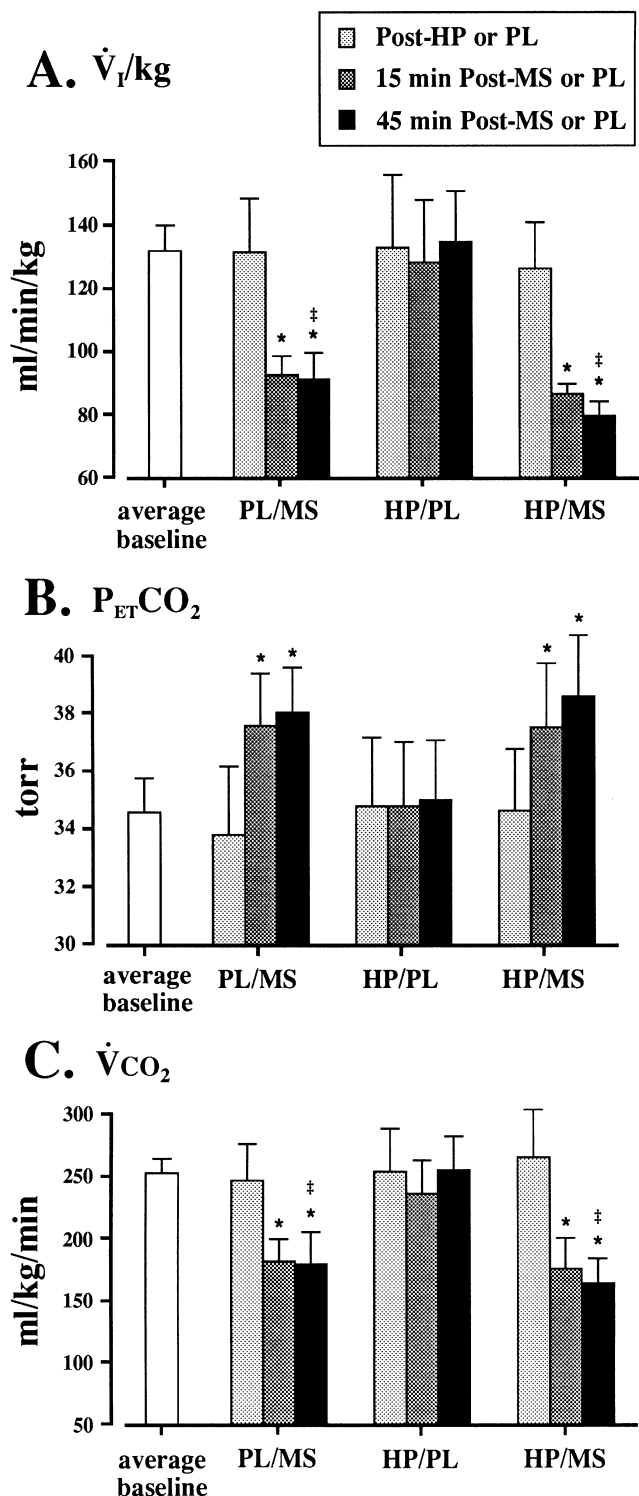 A. V̇I/kg
Post-HP or PL
15 min Post-MS or PL
45 min Post-MS or PL
ml/min/kg
160
140
120
100
80
60
‡
*
*
‡
*
*
average
baseline
PL/MS
HP/PL
HP/MS
B. PETCO2
torr
40
38
36
34
32
30
*
*
*
*
average
baseline
PL/MS
HP/PL
HP/MS
C. V̇CO2
ml/kg/min
300
250
200
150
100
50
‡
*
*
‡
*
*
average
baseline
PL/MS
HP/PL
HP/MS